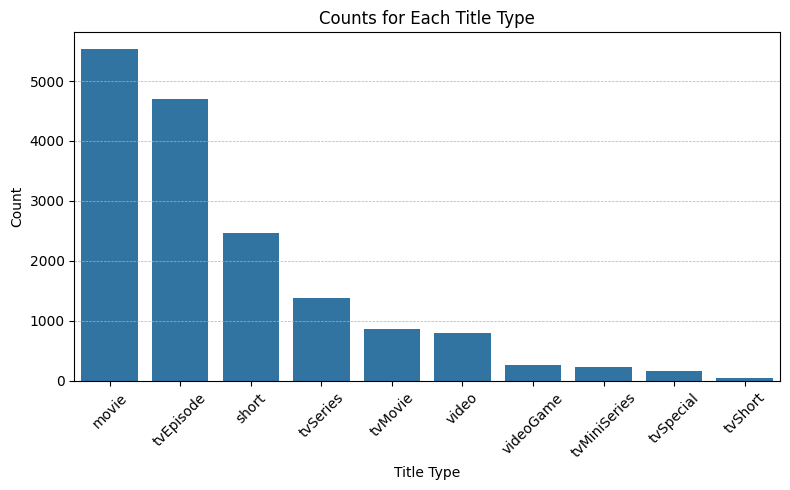 Counts for Each Title Type
5000
4000
3000
2000
1000
0
Count
movie
tvEpisode
short
tvSeries
tvMovie
video
videoGame
tvMiniSeries
tvSpecial
tvShort
Title Type